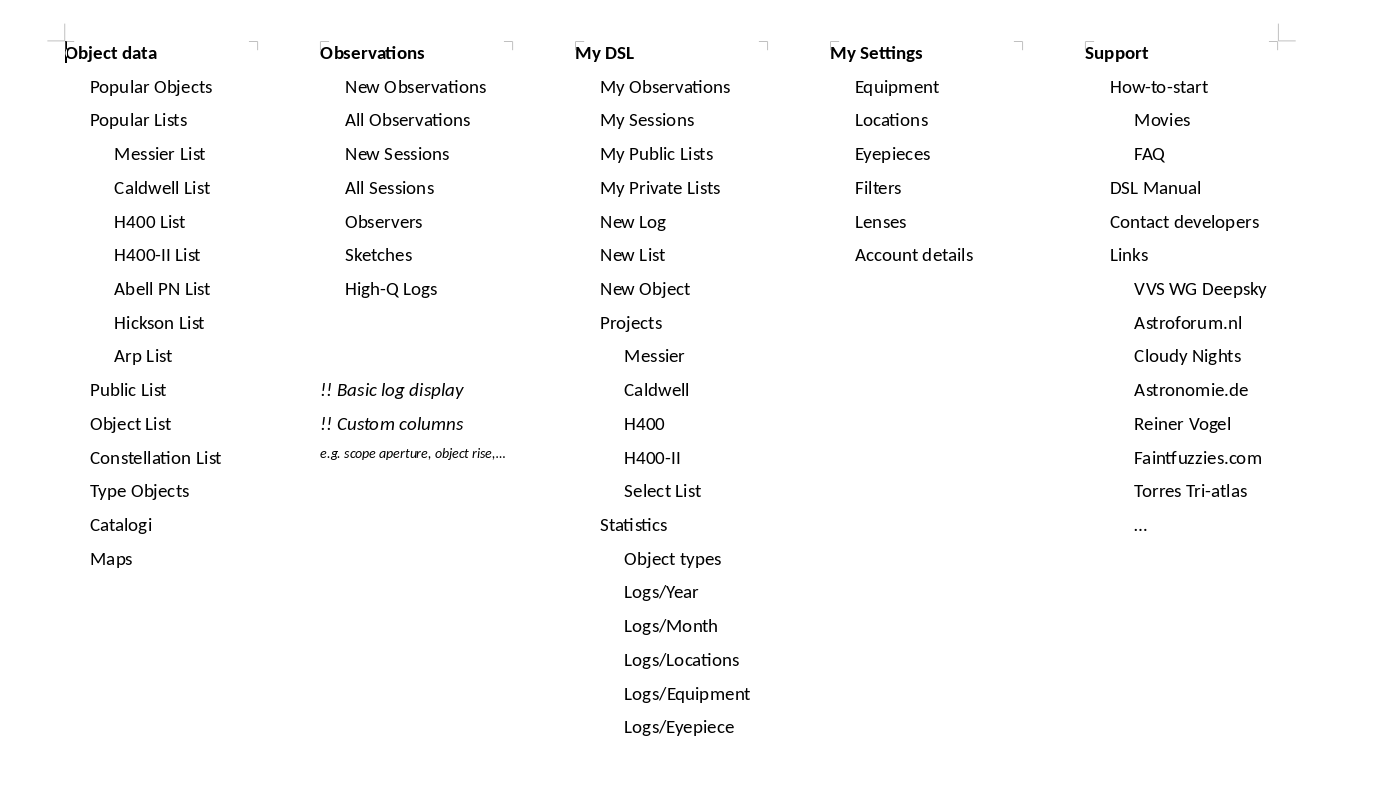 Object data
Popular Objects
Popular Lists
Messier List
Caldwell List
H400 List
H400-II List
Abell PN List
Hickson List
Arp List
Public List
Object List
Constellation List
Type Objects
Catalogi
Maps
Observations
New Observations
All Observations
New Sessions
All Sessions
Observers
Sketches
High-Q Logs
!! Basic log display
!! Custom columns
e.g. scope aperture, object rise,...
My DSL
My Observations
My Sessions
My Public Lists
My Private Lists
New Log
New List
New Object
Projects
Messier
Caldwell
H400
H400-II
Select List
Statistics
Object types
Logs/Year
Logs/Month
Logs/Locations
Logs/Equipment
Logs/Eyepiece
My Settings
Equipment
Locations
Eyepieces
Filters
Lenses
Account details
Support
How-to-start
Movies
FAQ
DSL Manual
Contact developers
Links
VVS WG Deepsky
Astroforum.nl
Cloudy Nights
Astronomie.de
Reiner Vogel
Faintfuzzies.com
Torres Tri-atlas
...